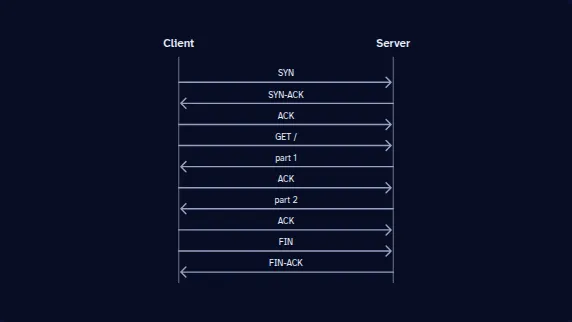 Client Server
SYN
SYN-ACK
ACK
GET /
part 1
ACK
part 2
ACK
FIN
FIN-ACK